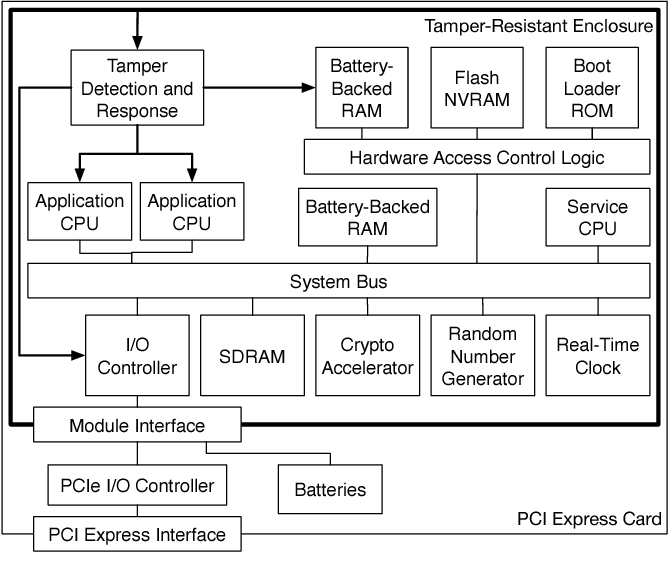 Tamper-Resistant Enclosure
Tamper
Detection and
Response
Battery-
Backed
RAM
Flash
NVRAM
Boot
Loader
ROM
Hardware Access Control Logic
Application
CPU
Application
CPU
Battery-Backed
RAM
Service
CPU
System Bus
I/O
Controller
SDRAM
Crypto
Accelerator
Random
Number
Generator
Real-Time
Clock
Module Interface
PCIe I/O Controller
Batteries
PCI Express Card
PCI Express Interface